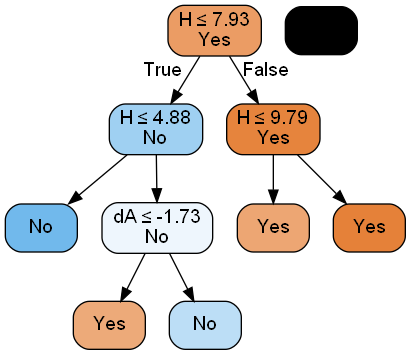 H ≤ 7.93
Yes
True
False
H ≤ 4.88
No
H ≤ 9.79
Yes
No
dA ≤ -1.73
No
Yes
Yes
Yes
No